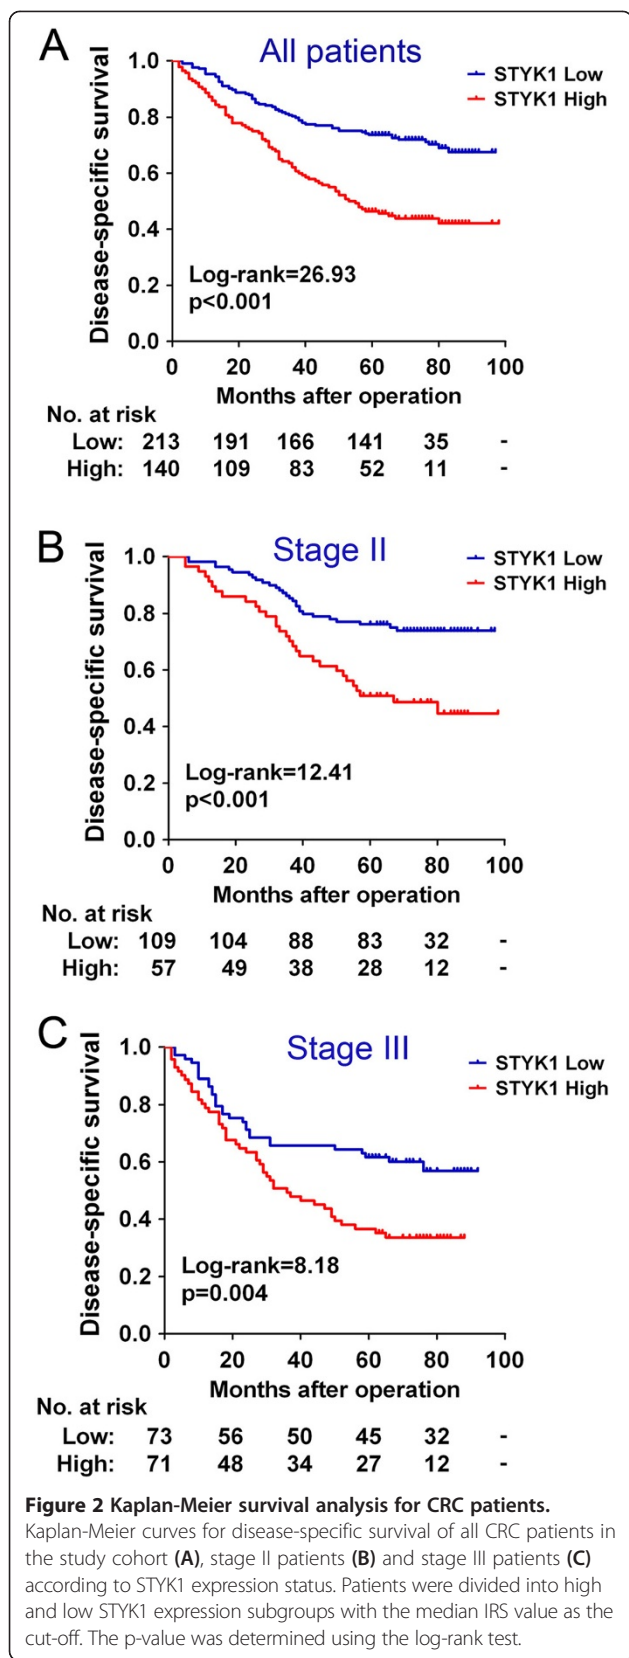 A
All patients
STYK1 Low
STYK1 High
Disease-specific survival
1.0
0.8
0.6
0.4
0.2
0.0
Log-rank=26.93
p<0.001
0 20 40 60 80 100
Months after operation
No. at risk
Low: 213 191 166 141 35 -
High: 140 109 83 52 11 -
B
Stage II
STYK1 Low
STYK1 High
Disease-specific survival
1.0
0.8
0.6
0.4
0.2
0.0
Log-rank=12.41
p<0.001
0 20 40 60 80 100
Months after operation
No. at risk
Low: 109 104 88 83 32 -
High: 57 49 38 28 12 -
C
Stage III
STYK1 Low
STYK1 High
Disease-specific survival
1.0
0.8
0.6
0.4
0.2
0.0
Log-rank=8.18
p=0.004
0 20 40 60 80 100
Months after operation
No. at risk
Low: 73 56 50 45 32 -
High: 71 48 34 27 12 -
Figure 2 Kaplan-Meier survival analysis for CRC patients.
Kaplan-Meier curves for disease-specific survival of all CRC patients in
the study cohort (A), stage II patients (B) and stage III patients (C)
according to STYK1 expression status. Patients were divided into high
and low STYK1 expression subgroups with the median IRS value as the
cut-off. The p-value was determined using the log-rank test.